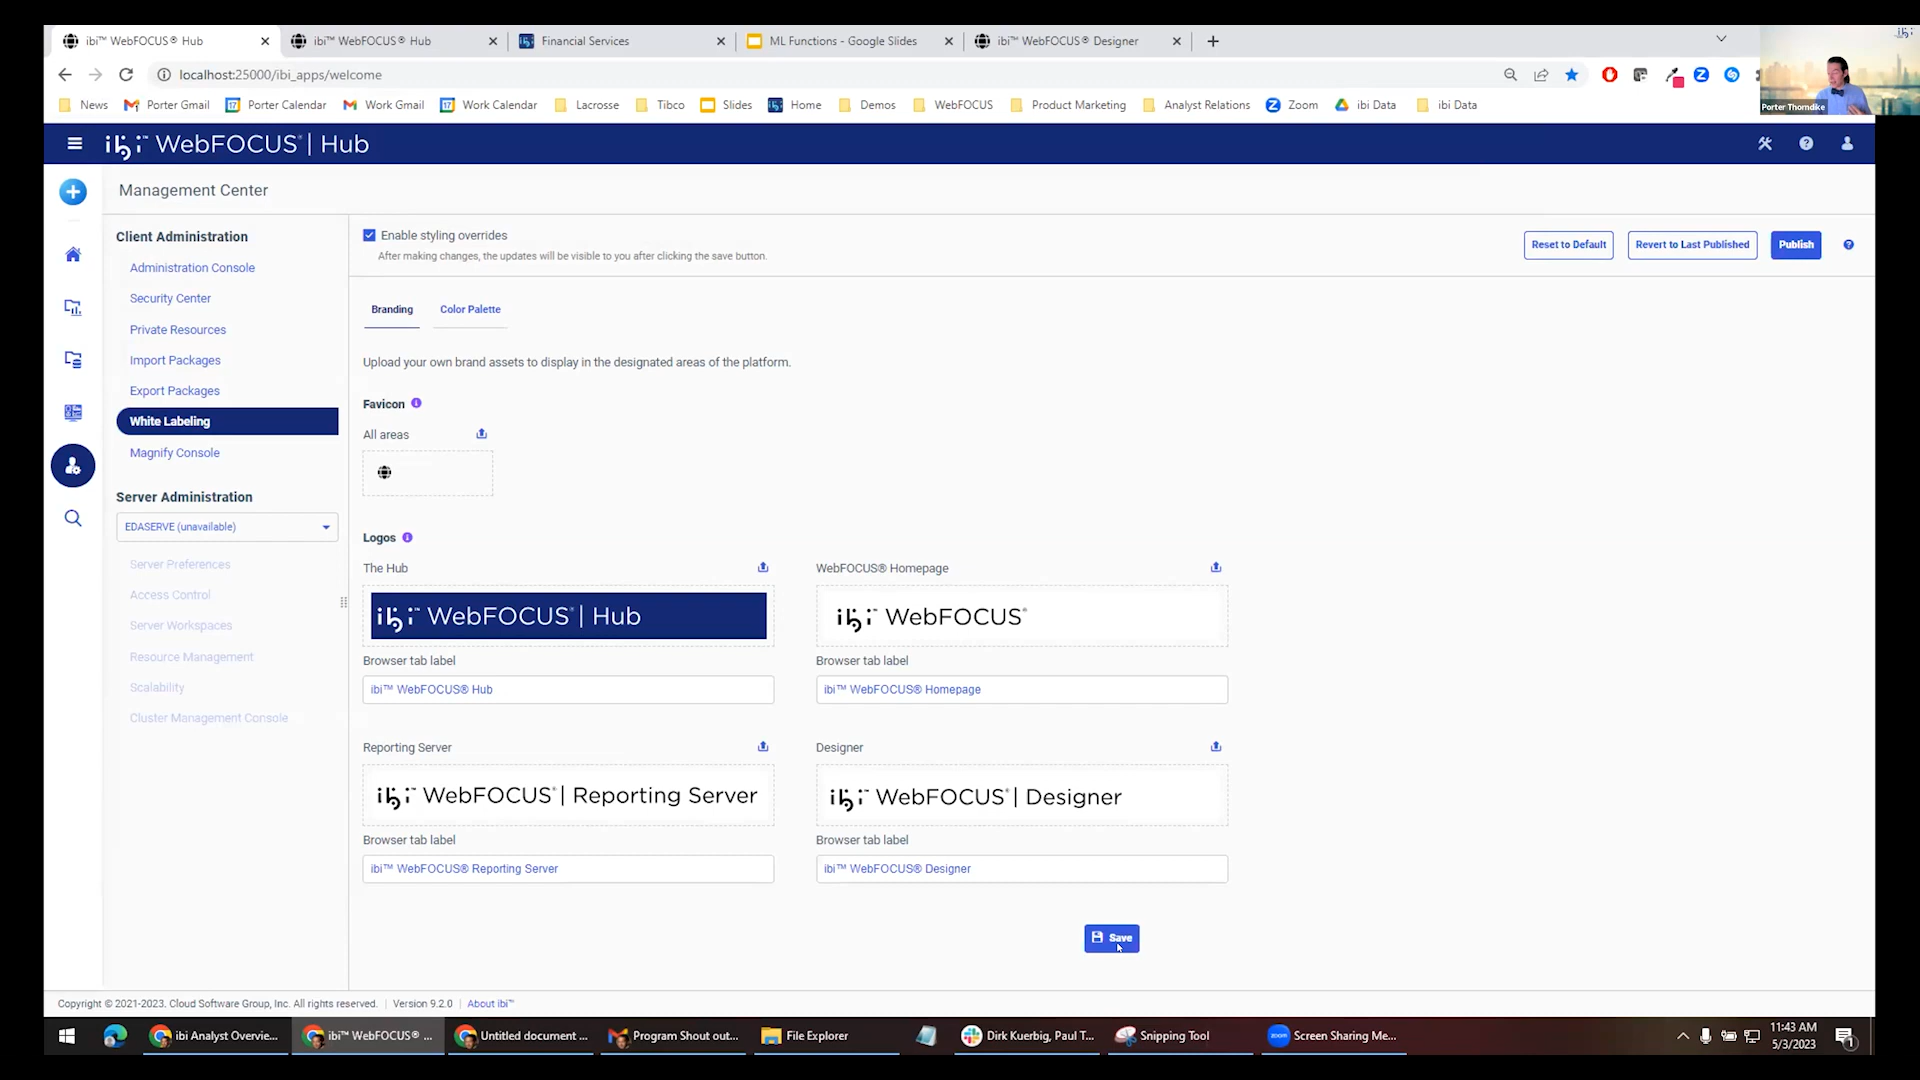 ibi™ WebFOCUS® Hub
ibi™ WebFOCUS® Hub
Financial Services
ML Functions - Google Slides
ibi™ WebFOCUS® Designer
localhost:25000/ibi_apps/welcome
News
Porter Gmail
Porter Calendar
Work Gmail
Work Calendar
Lacrosse
Tibco
Slides
Home
Demos
WebFOCUS
Product Marketing
Analyst Relations
Zoom
ibi Data
ibi Data
Porter Thorndike
ibi™ WebFOCUS® | Hub
Management Center
Client Administration
Administration Console
Security Center
Private Resources
Import Packages
Export Packages
White Labeling
Magnify Console
Server Administration
EDASERVE (unavailable)
Server Preferences
Access Control
Server Workspaces
Resource Management
Scalability
Cluster Management Console
Enable styling overrides
After making changes, the updates will be visible to you after clicking the save button.
Reset to Default
Revert to Last Published
Publish
Branding
Color Palette
Upload your own brand assets to display in the designated areas of the platform.
Favicon
All areas
Logos
The Hub
ibi™ WebFOCUS® | Hub
Browser tab label
ibi™ WebFOCUS® Hub
WebFOCUS® Homepage
ibi™ WebFOCUS®
Browser tab label
ibi™ WebFOCUS® Homepage
Reporting Server
ibi™ WebFOCUS® | Reporting Server
Browser tab label
ibi™ WebFOCUS® Reporting Server
Designer
ibi™ WebFOCUS® | Designer
Browser tab label
ibi™ WebFOCUS® Designer
Save
Copyright © 2021-2023. Cloud Software Group, Inc. All rights reserved. | Version 9.2.0 | About ibi™
ibi Analyst Overvie...
ibi™ WebFOCUS® ...
Untitled document ...
Program Shout out...
File Explorer
Dirk Kuerbig, Paul T...
Snipping Tool
zoom
Screen Sharing Me...
11:43 AM
5/3/2023
1